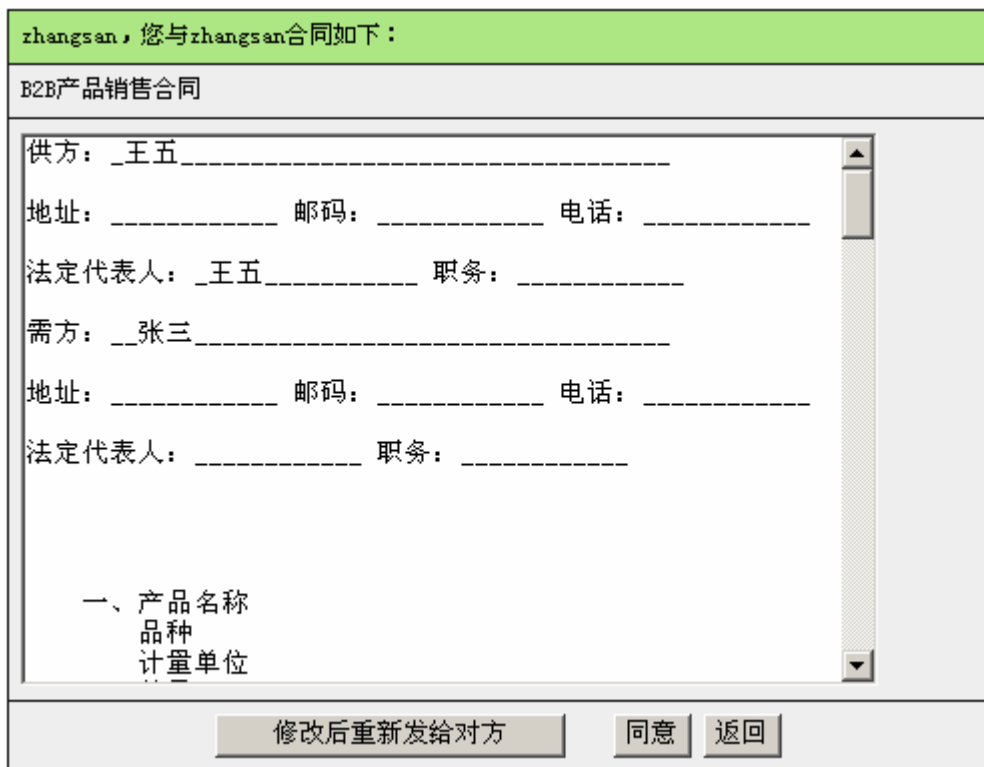 zhangsan，您与zhangsan合同如下：
B2B产品销售合同
供方：_王五___________________________________
地址：____________ 邮码：____________ 电话：____________
法定代表人：_王五___________ 职务：____________
需方：__张三__________________________________
地址：____________ 邮码：____________ 电话：____________
法定代表人：____________ 职务：____________
一、产品名称
品种
计量单位
修改后重新发给对方 同意 返回